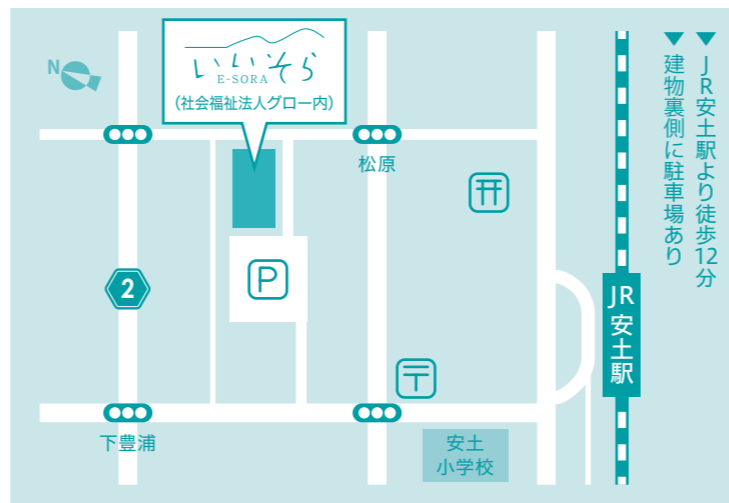 いいそら
E-SORA
（社会福祉法人グロー内）
▼JR安土駅より徒歩12分
▼建物裏側に駐車場あり
N
松原
P
2
JR安土駅
〒
下豊浦
安土
小学校